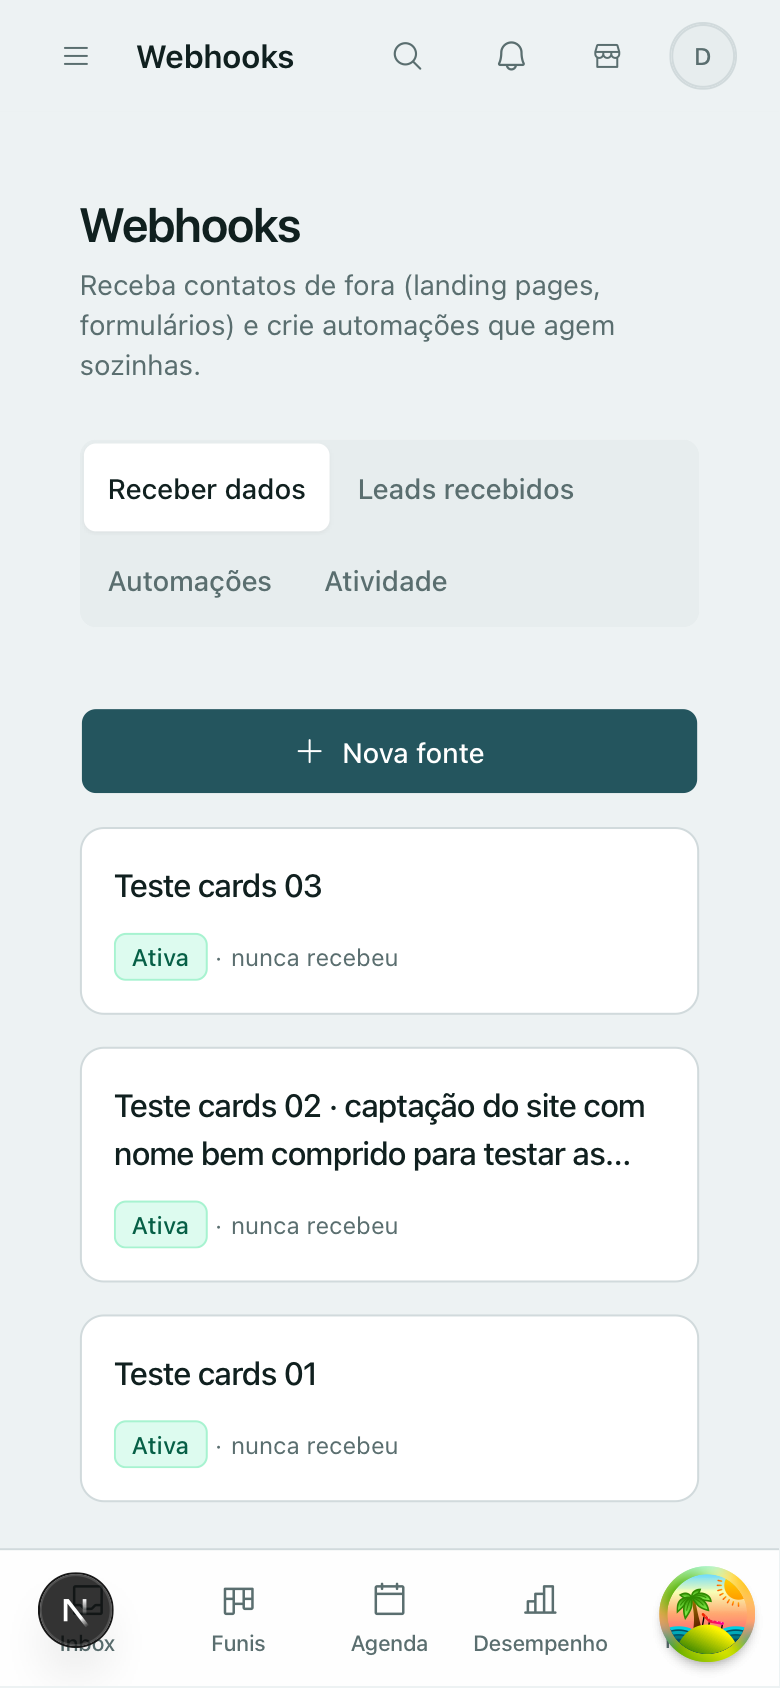 Webhooks
D
Webhooks
Receba contatos de fora (landing pages,
formulários) e crie automações que agem
sozinhas.
Receber dados
Leads recebidos
Automações
Atividade
Nova fonte
Teste cards 03
Ativa · nunca recebeu
Teste cards 02 · captação do site com
nome bem comprido para testar as...
Ativa · nunca recebeu
Teste cards 01
Ativa · nunca recebeu
N
Inbox
Funis
Agenda
Desempenho